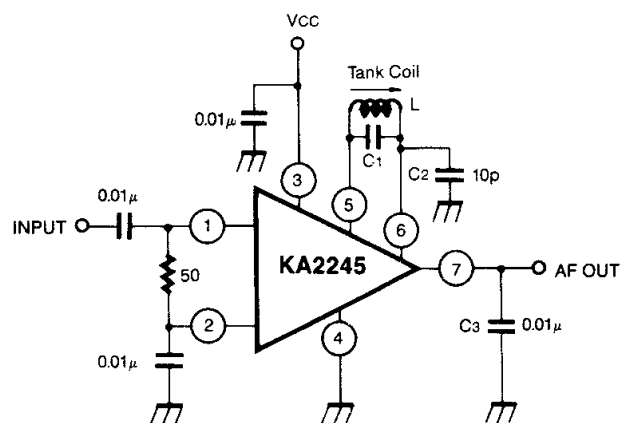 VCC
Tank Coil
L
0.01μ
C1
3
C2 10p
5
0.01μ
6
INPUT
1
KA2245
50
7
AF OUT
2
4
C3 0.01μ
0.01μ